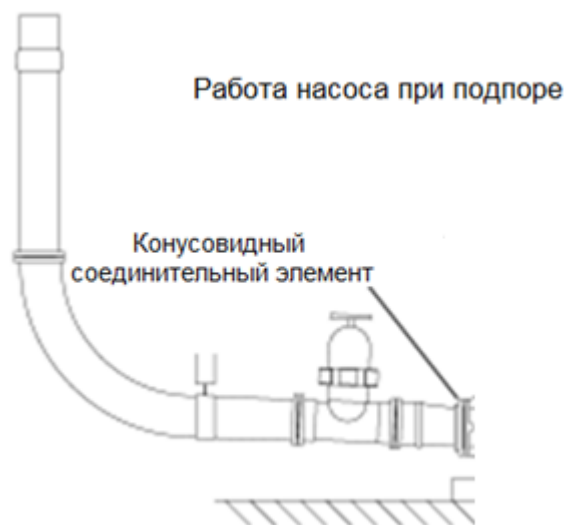 Работа насоса при подпоре
Конусовидный
соединительный элемент